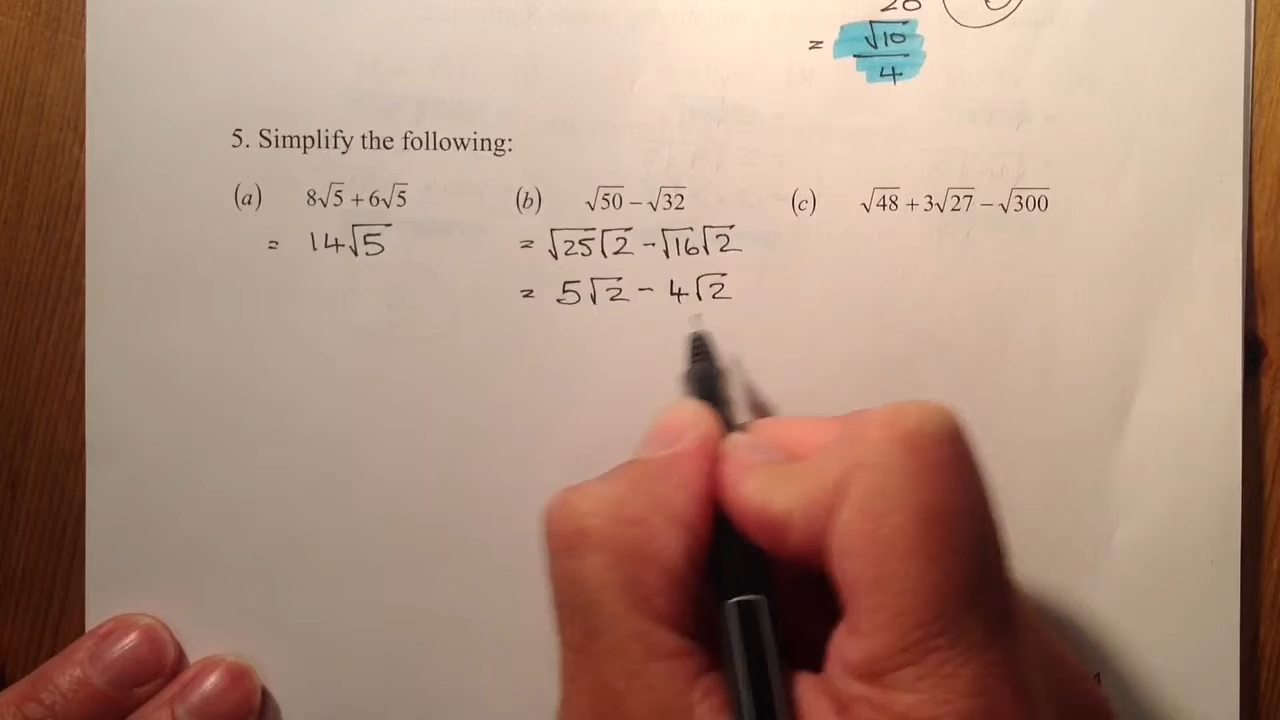 20
= √10/4
5. Simplify the following:
(a) 8√5 + 6√5 (b) √50 − √32 (c) √48 + 3√27 − √300
= 14√5 = √25√2 − √16√2
= 5√2 − 4√2